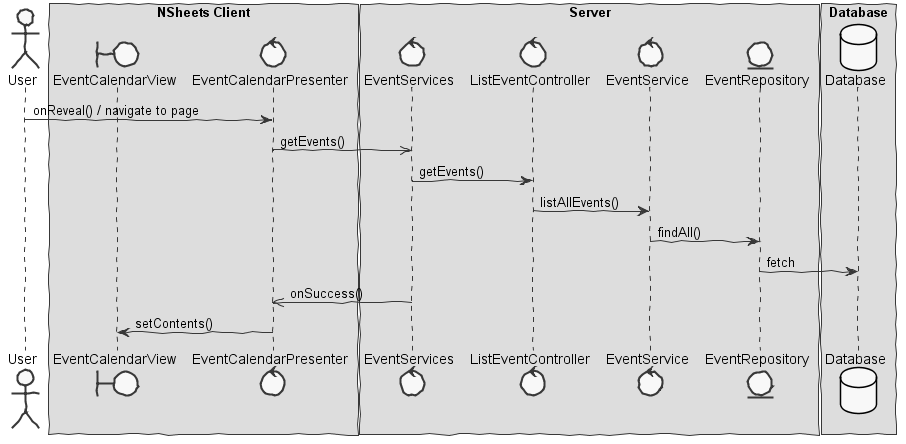 NSheets Client
Server
Database
User
EventCalendarView
EventCalendarPresenter
EventServices
ListEventController
EventService
EventRepository
Database
onReveal() / navigate to page
getEvents()
getEvents()
listAllEvents()
findAll()
fetch
onSuccess()
setContents()
User
EventCalendarView
EventCalendarPresenter
EventServices
ListEventController
EventService
EventRepository
Database